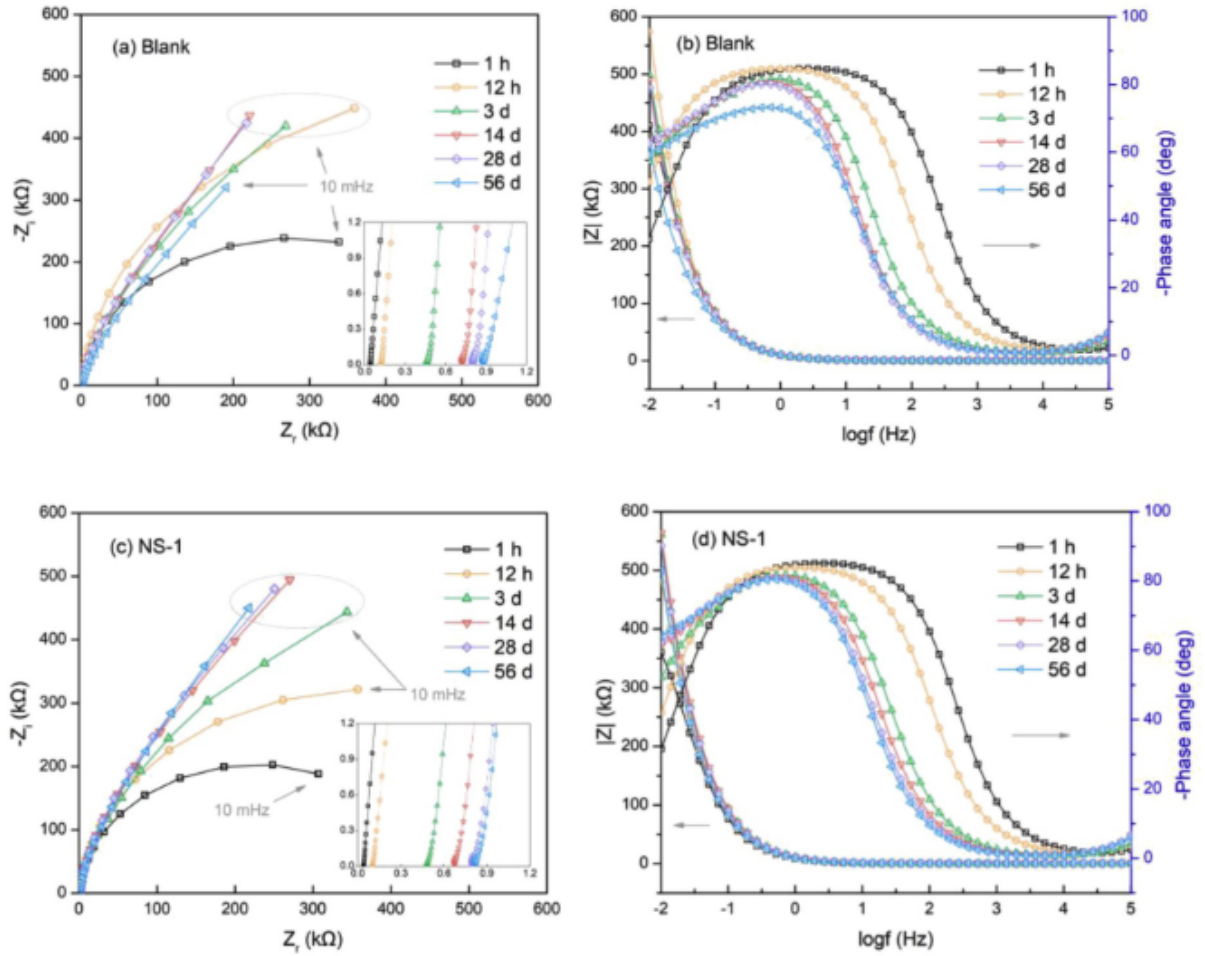 (a) Blank
1 h
12 h
3 d
14 d
28 d
56 d
10 mHz
-Zi (kΩ)
600
500
400
300
200
100
0
1.2
0.9
0.6
0.3
0.0
0.0 0.3 0.6 0.9 1.2
0 100 200 300 400 500 600
Zr (kΩ)
(b) Blank
1 h
12 h
3 d
14 d
28 d
56 d
|Z| (kΩ)
600
500
400
300
200
100
0
-Phase angle (deg)
100
80
60
40
20
0
-2 -1 0 1 2 3 4 5
logf (Hz)
(c) NS-1
1 h
12 h
3 d
14 d
28 d
56 d
10 mHz
10 mHz
-Zi (kΩ)
600
500
400
300
200
100
0
1.2
0.9
0.6
0.3
0.0
0.0 0.3 0.6 0.9 1.2
0 100 200 300 400 500 600
Zr (kΩ)
(d) NS-1
1 h
12 h
3 d
14 d
28 d
56 d
|Z| (kΩ)
600
500
400
300
200
100
0
-Phase angle (deg)
100
80
60
40
20
0
-2 -1 0 1 2 3 4 5
logf (Hz)